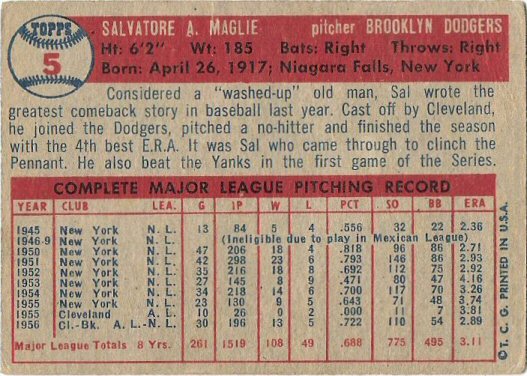 TOPPS
5
SALVATORE A. MAGLIE pitcher BROOKLYN DODGERS
Ht: 6'2" Wt: 185 Bats: Right Throws: Right
Born: April 26, 1917; Niagara Falls, New York
Considered a "washed-up" old man, Sal wrote the
greatest comeback story in baseball last year. Cast off by Cleveland,
he joined the Dodgers, pitched a no-hitter and finished the season
with the 4th best E.R.A. It was Sal who came through to clinch the
Pennant. He also beat the Yanks in the first game of the Series.
COMPLETE MAJOR LEAGUE PITCHING RECORD
YEAR CLUB LEA. G IP W L PCT SO BB ERA
1945 New York N. L. 13 84 5 4 .556 32 22 2.36
1946-9 New York N. L. (Ineligible due to play in Mexican League)
1950 New York N. L. 47 206 18 4 .818 96 86 2.71
1951 New York N. L. 42 298 23 6 .793 146 86 2.93
1952 New York N. L. 35 216 18 8 .692 112 75 2.92
1953 New York N. L. 27 145 8 9 .471 80 47 4.16
1954 New York N. L. 34 218 14 6 .700 117 70 3.26
1955 New York N. L. 23 130 9 5 .643 71 48 3.74
1955 Cleveland A. L. 10 26 0 2 .000 11 7 3.81
1956 Cl.-Bk. A. L.-N. L. 30 196 13 5 .722 110 54 2.89
Major League Totals 8 Yrs. 261 1519 108 49 .688 775 495 3.11
© T. C. G. PRINTED IN U.S.A.